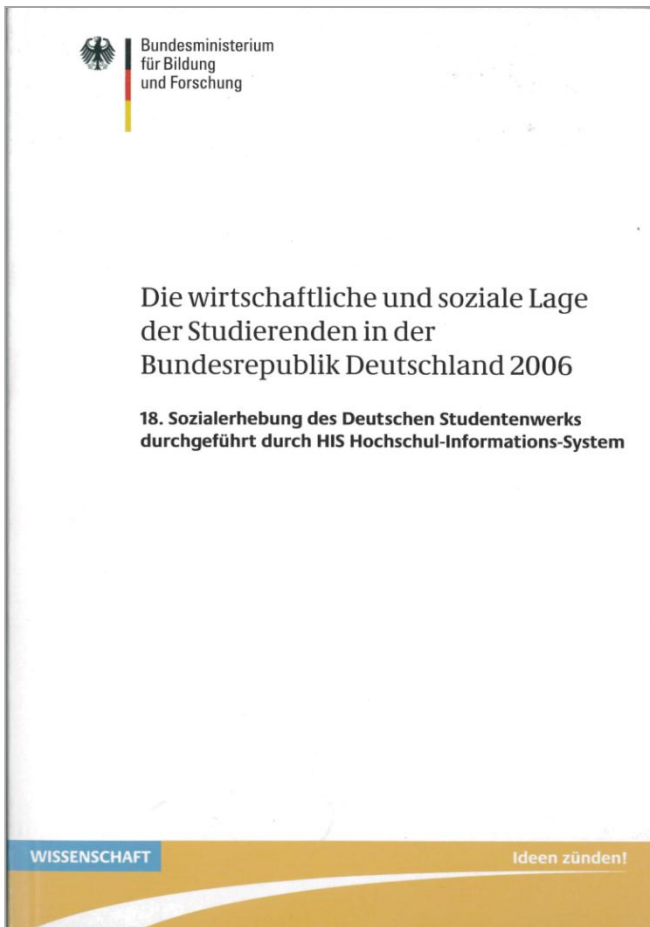 Bundesministerium
für Bildung
und Forschung
Die wirtschaftliche und soziale Lage
der Studierenden in der
Bundesrepublik Deutschland 2006
18. Sozialerhebung des Deutschen Studentenwerks
durchgeführt durch HIS Hochschul-Informations-System
WISSENSCHAFT
Ideen zünden!